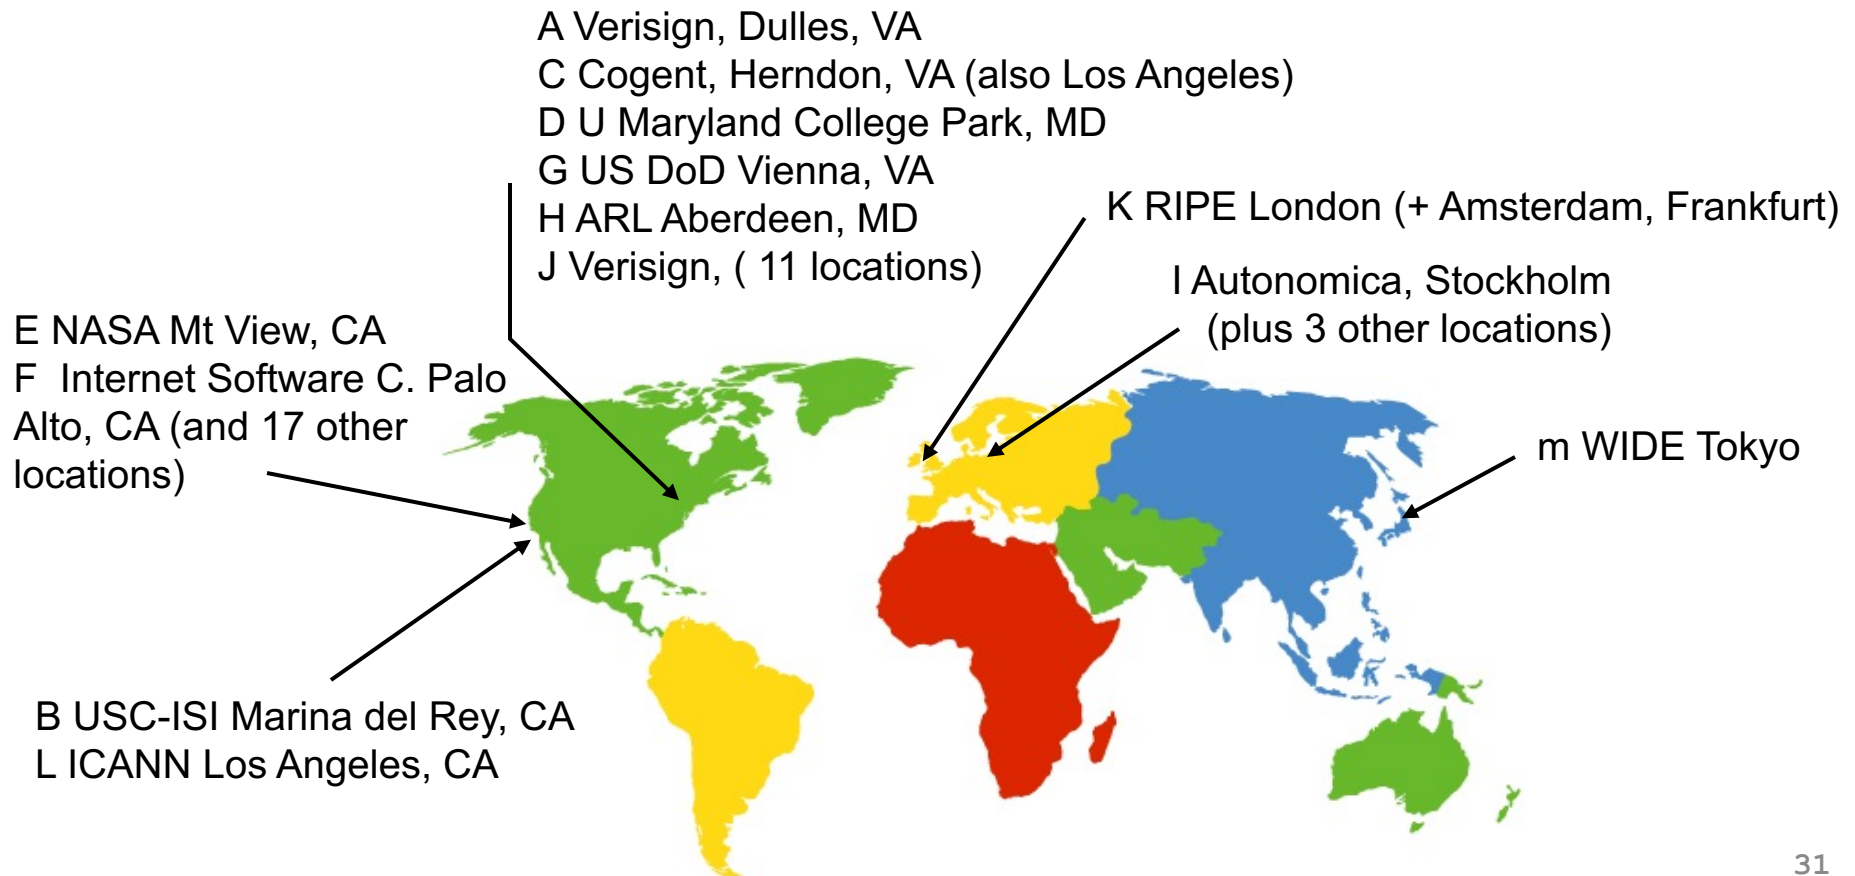 A Verisign, Dulles, VA
C Cogent, Herndon, VA (also Los Angeles)
D U Maryland College Park, MD
G US DoD Vienna, VA
H ARL Aberdeen, MD
J Verisign, ( 11 locations)
K RIPE London (+ Amsterdam, Frankfurt)
I Autonomica, Stockholm
(plus 3 other locations)
E NASA Mt View, CA
F Internet Software C. Palo
Alto, CA (and 17 other
locations)
m WIDE Tokyo
B USC-ISI Marina del Rey, CA
L ICANN Los Angeles, CA
31